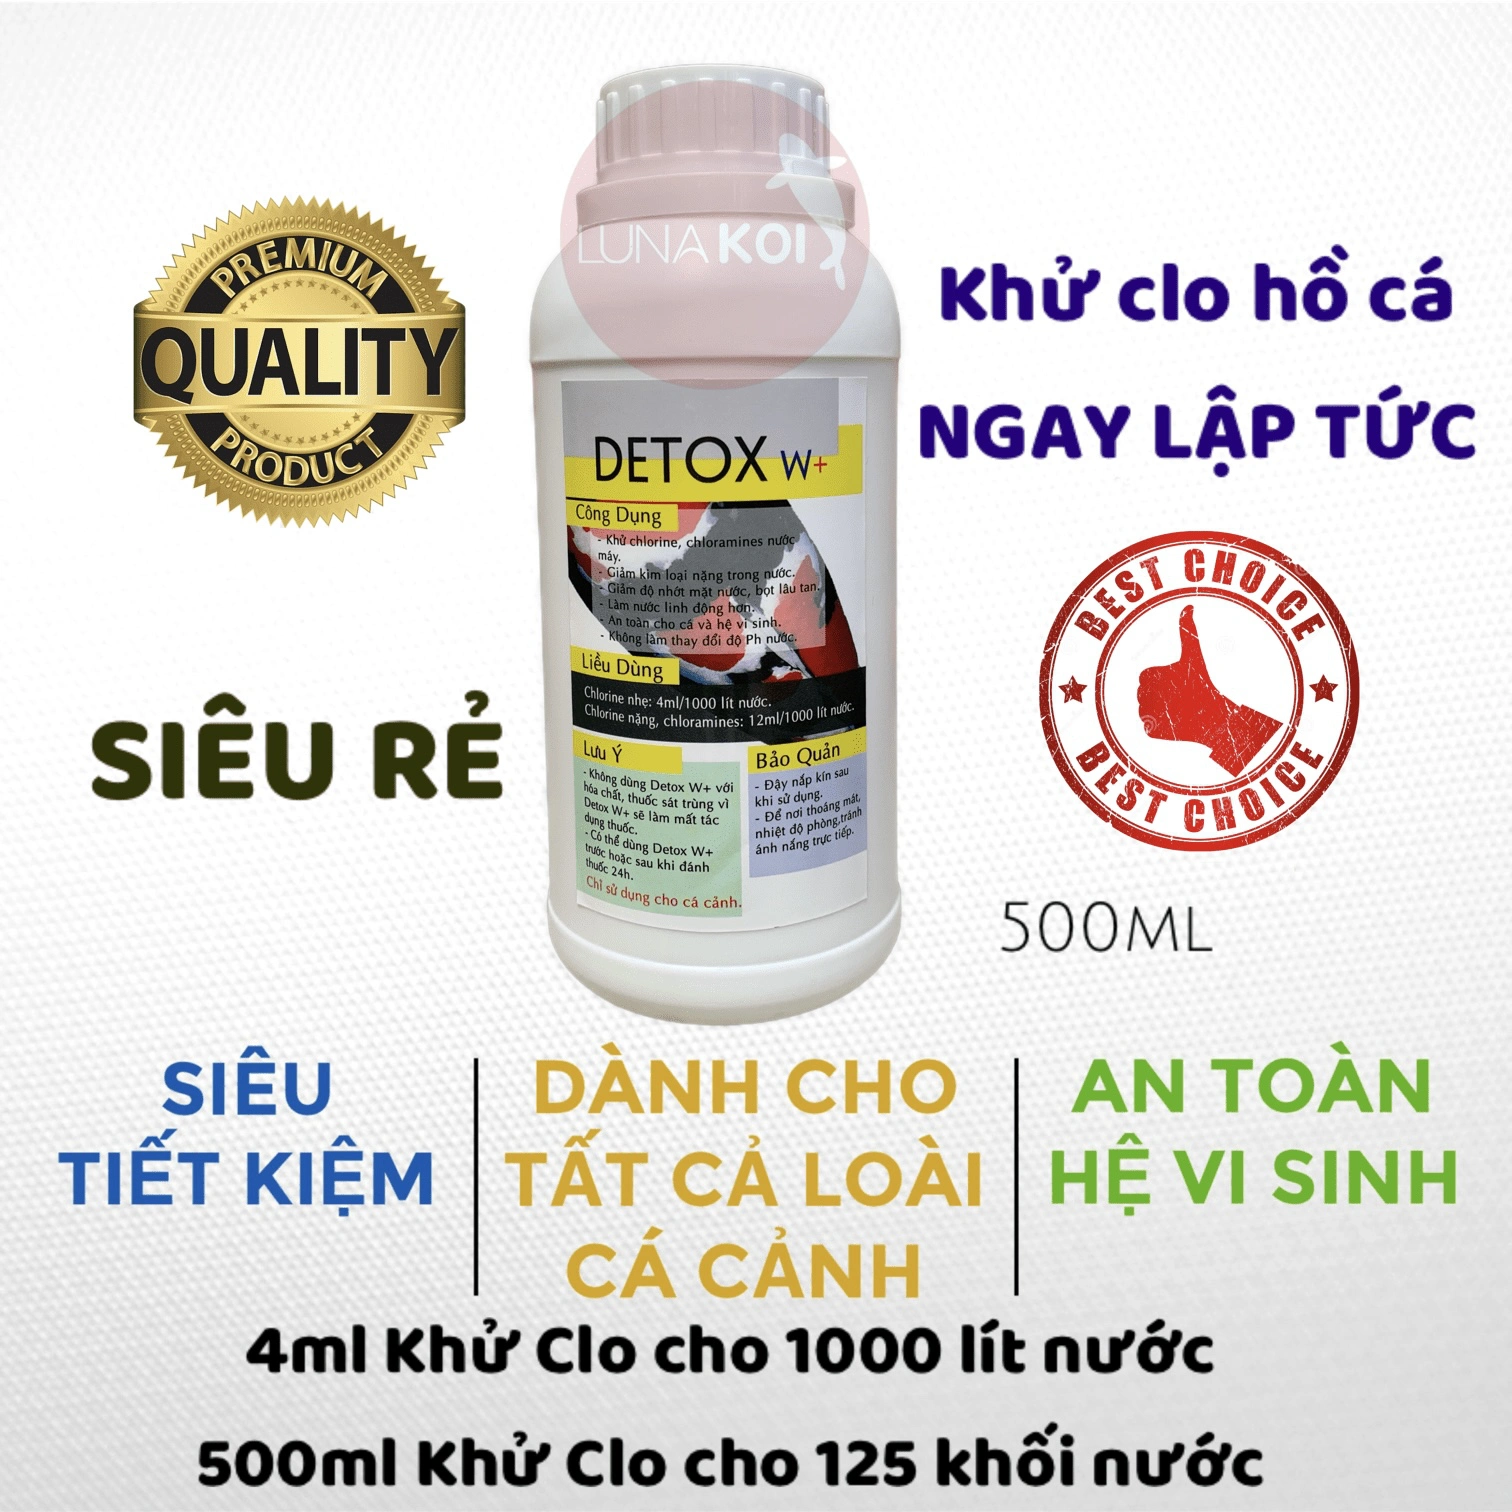 LUNA KOI
PREMIUM
QUALITY
PRODUCT
Khử clo hồ cá
NGAY LẬP TỨC
DETOX W+
Công Dụng
- Khử chlorine, chloramines nước
máy.
- Giảm kim loại nặng trong nước.
- Giảm độ nhớt mặt nước, bọt lâu tan.
- Làm nước linh động hơn.
- An toàn cho cá và hệ vi sinh.
- Không làm thay đổi độ Ph nước.
Liều Dùng
Chlorine nhẹ: 4ml/1000 lít nước.
Chlorine nặng, chloramines: 12ml/1000 lít nước.
Lưu Ý
- Không dùng Detox W+ với
hóa chất, thuốc sát trùng vì
Detox W+ sẽ làm mất tác
dụng thuốc.
- Có thể dùng Detox W+
trước hoặc sau khi đánh
thuốc 24h.
Chỉ sử dụng cho cá cảnh.
Bảo Quản
- Đậy nắp kín sau
khi sử dụng.
- Để nơi thoáng mát,
nhiệt độ phòng,tránh
ánh nắng trực tiếp.
BEST CHOICE
BEST CHOICE
SIÊU RẺ
500ML
SIÊU
TIẾT KIỆM
DÀNH CHO
TẤT CẢ LOÀI
CÁ CẢNH
AN TOÀN
HỆ VI SINH
4ml Khử Clo cho 1000 lít nước
500ml Khử Clo cho 125 khối nước